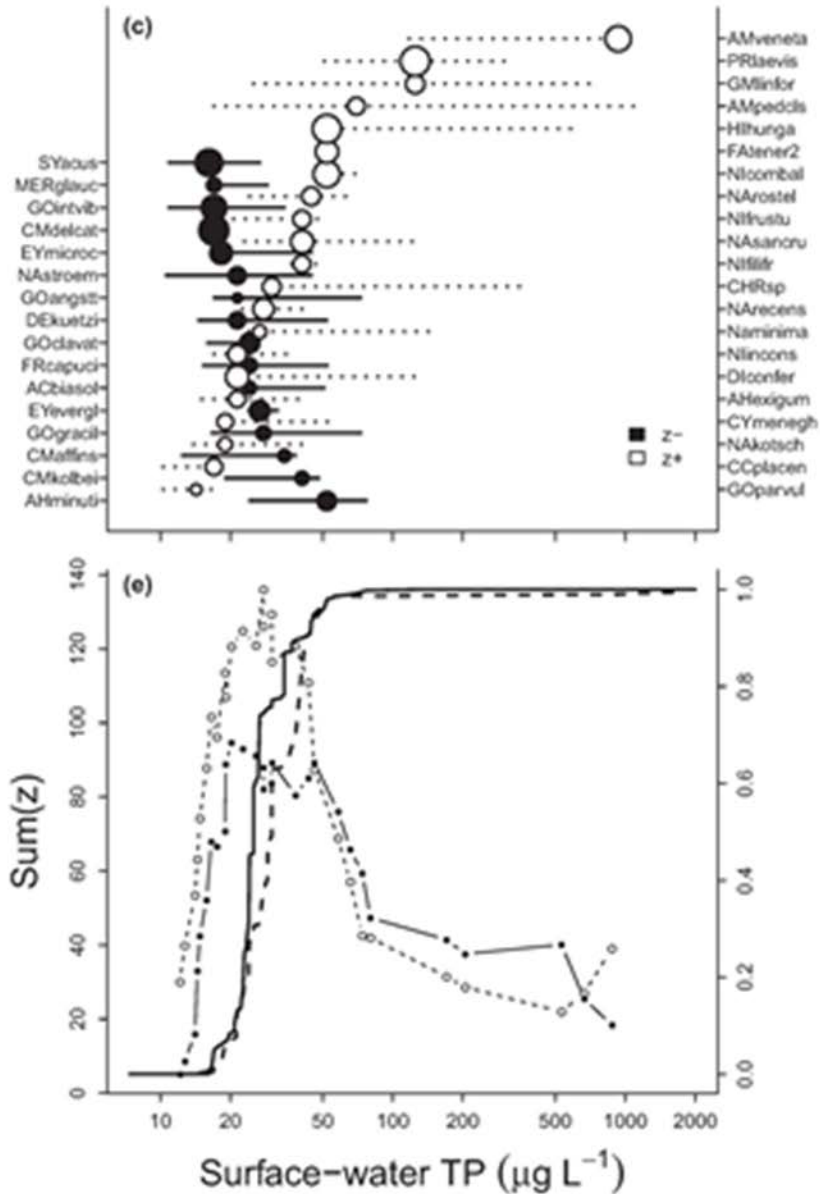 (c)
AMveneta
PRlaevis
GMlinfor
AMpedcls
HIhunga
FAtener2
NIcombal
NArostel
NIfrustu
NAsancru
NIfilifr
CHRsp
NArecens
Naminima
NIincons
DIconfer
AHexigum
CYmenegh
NAkotsch
CCplacen
GOparvul
SYacus
MERglauc
GOintvib
CMdelcat
EYmicroc
NAstroem
GOangstt
DEkuetzi
GOclavat
FRcapuci
ACbiasol
EYevergl
GOgracil
CMaffins
CMkolbei
AHminuti
z−
z+
(e)
140
120
100
80
60
40
20
0
Sum(z)
1.0
0.8
0.6
0.4
0.2
0.0
10 20 50 100 200 500 1000 2000
Surface−water TP (μg L⁻¹)